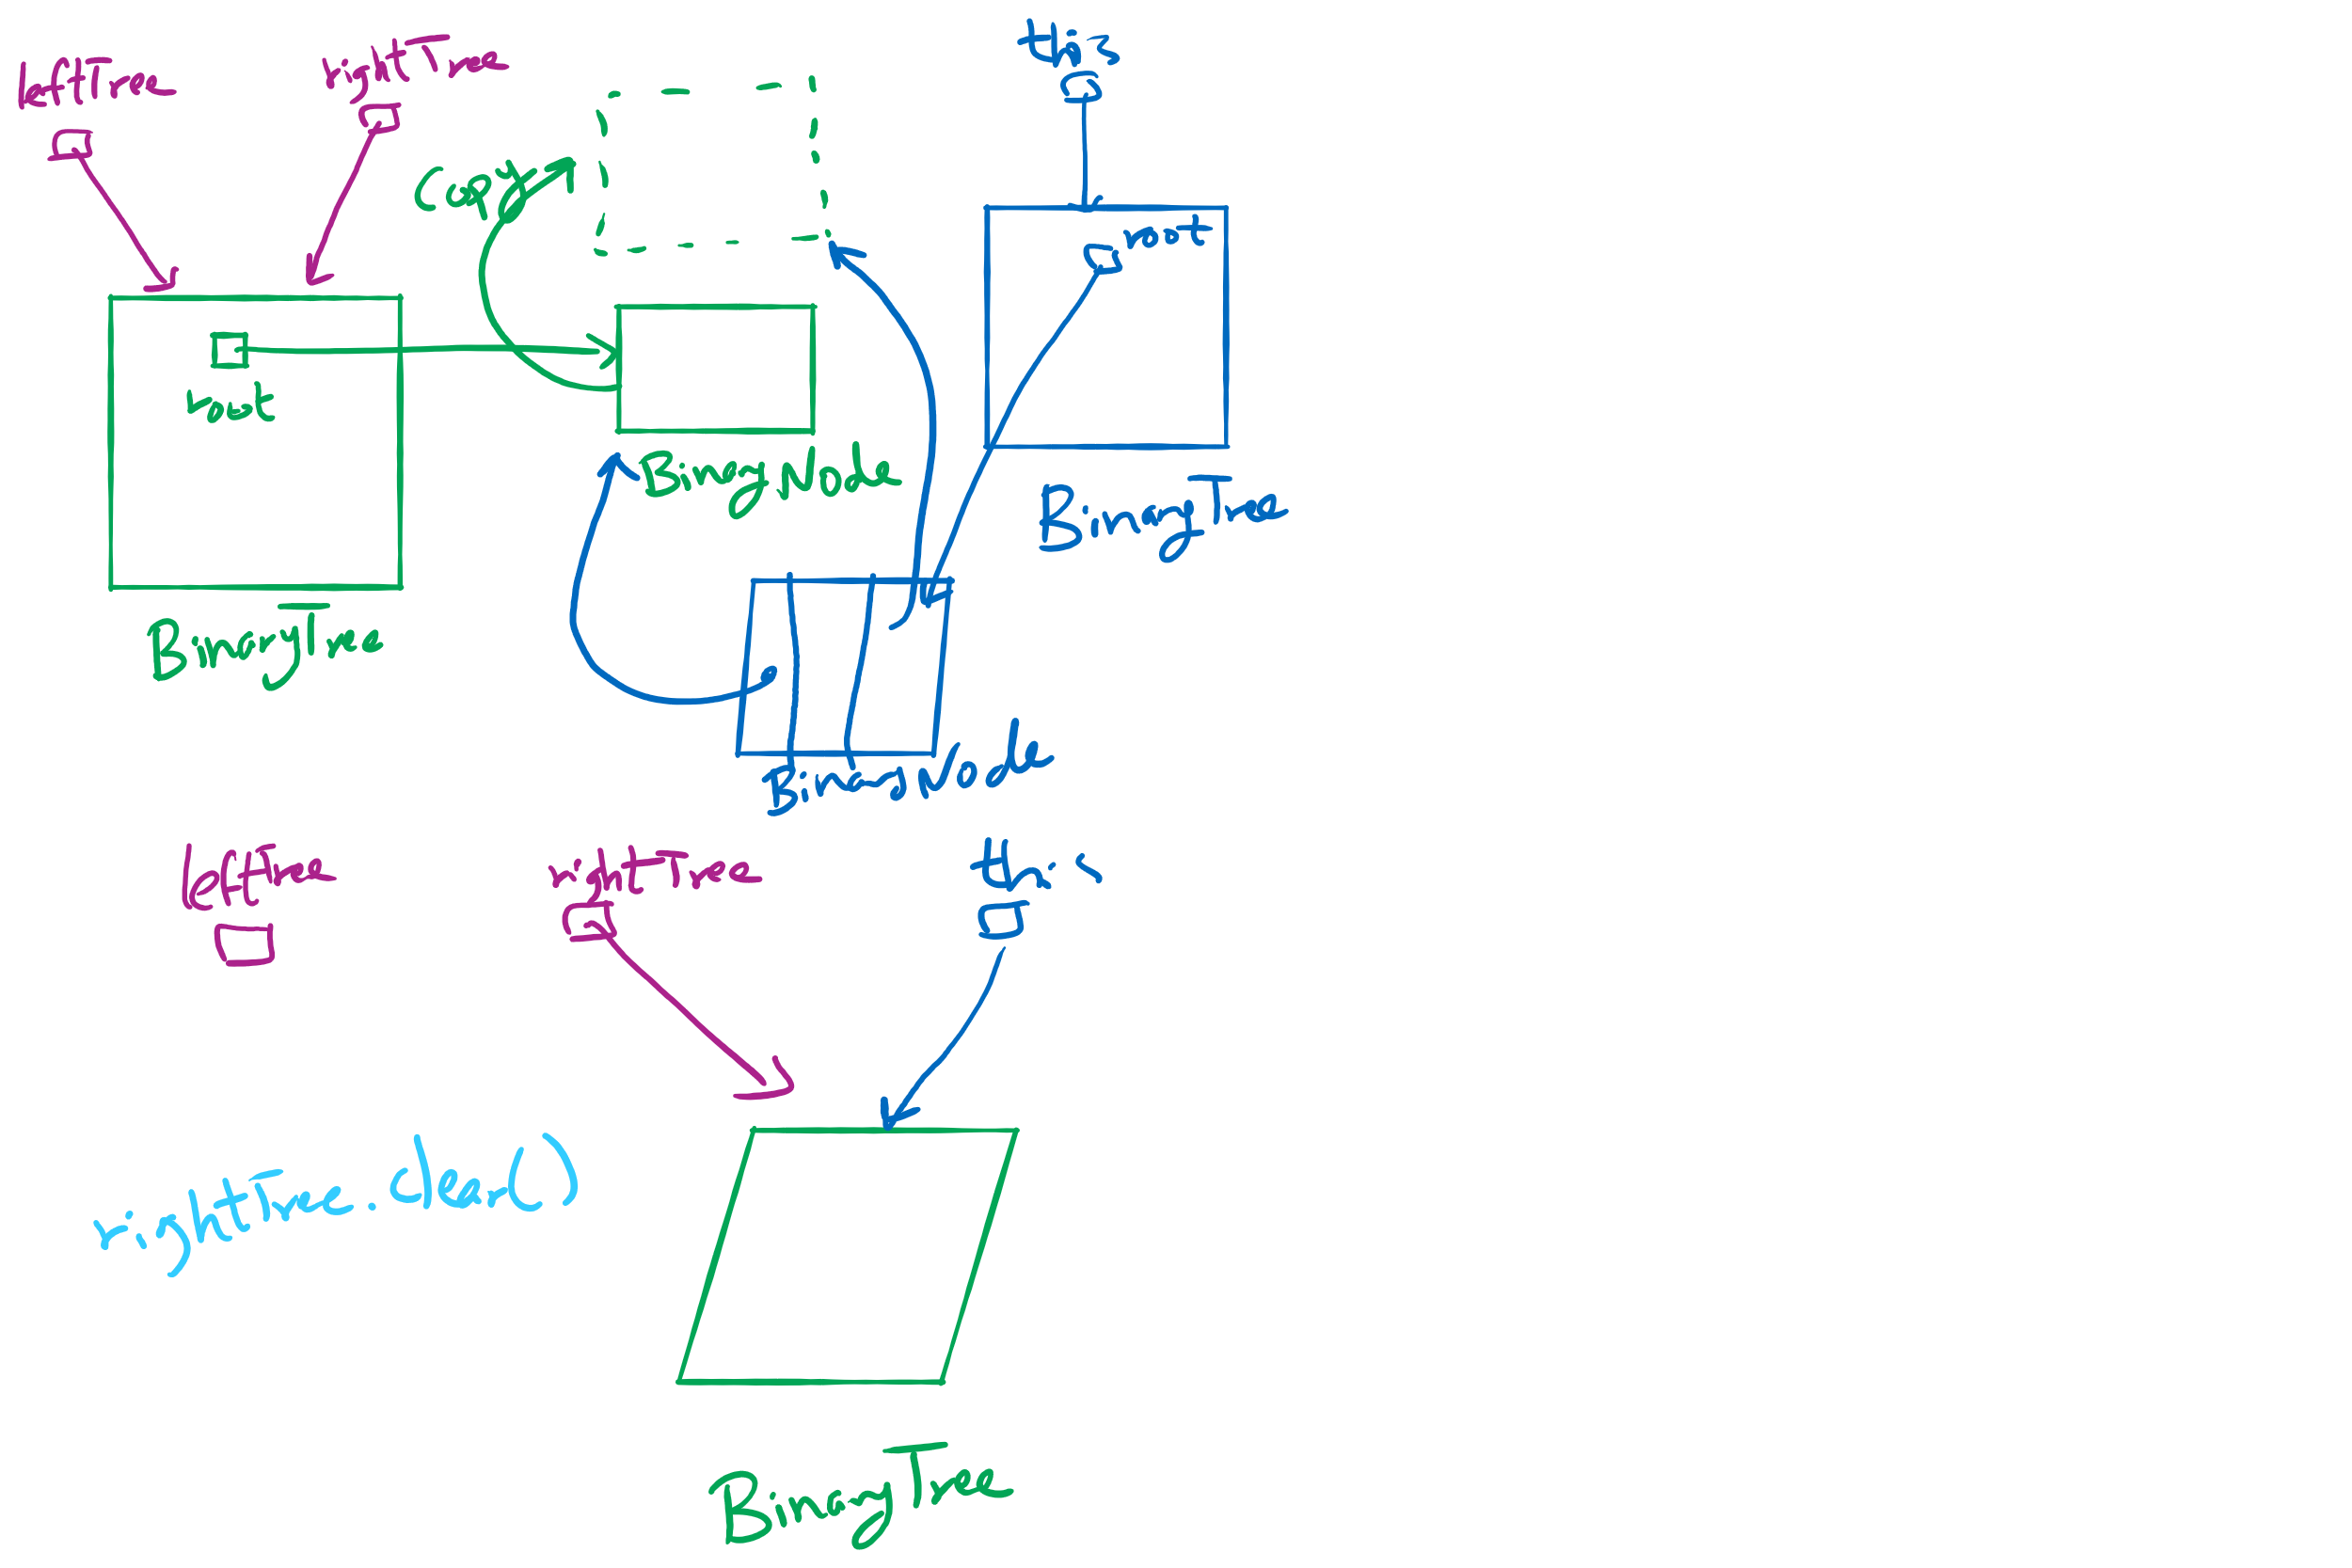 leftTree
rightTree
this
Copy
root
root
BinaryNode
BinaryTree
BinaryTree
BinaryNode
leftTree
rightTree
this
rightTree.clear()
BinaryTree